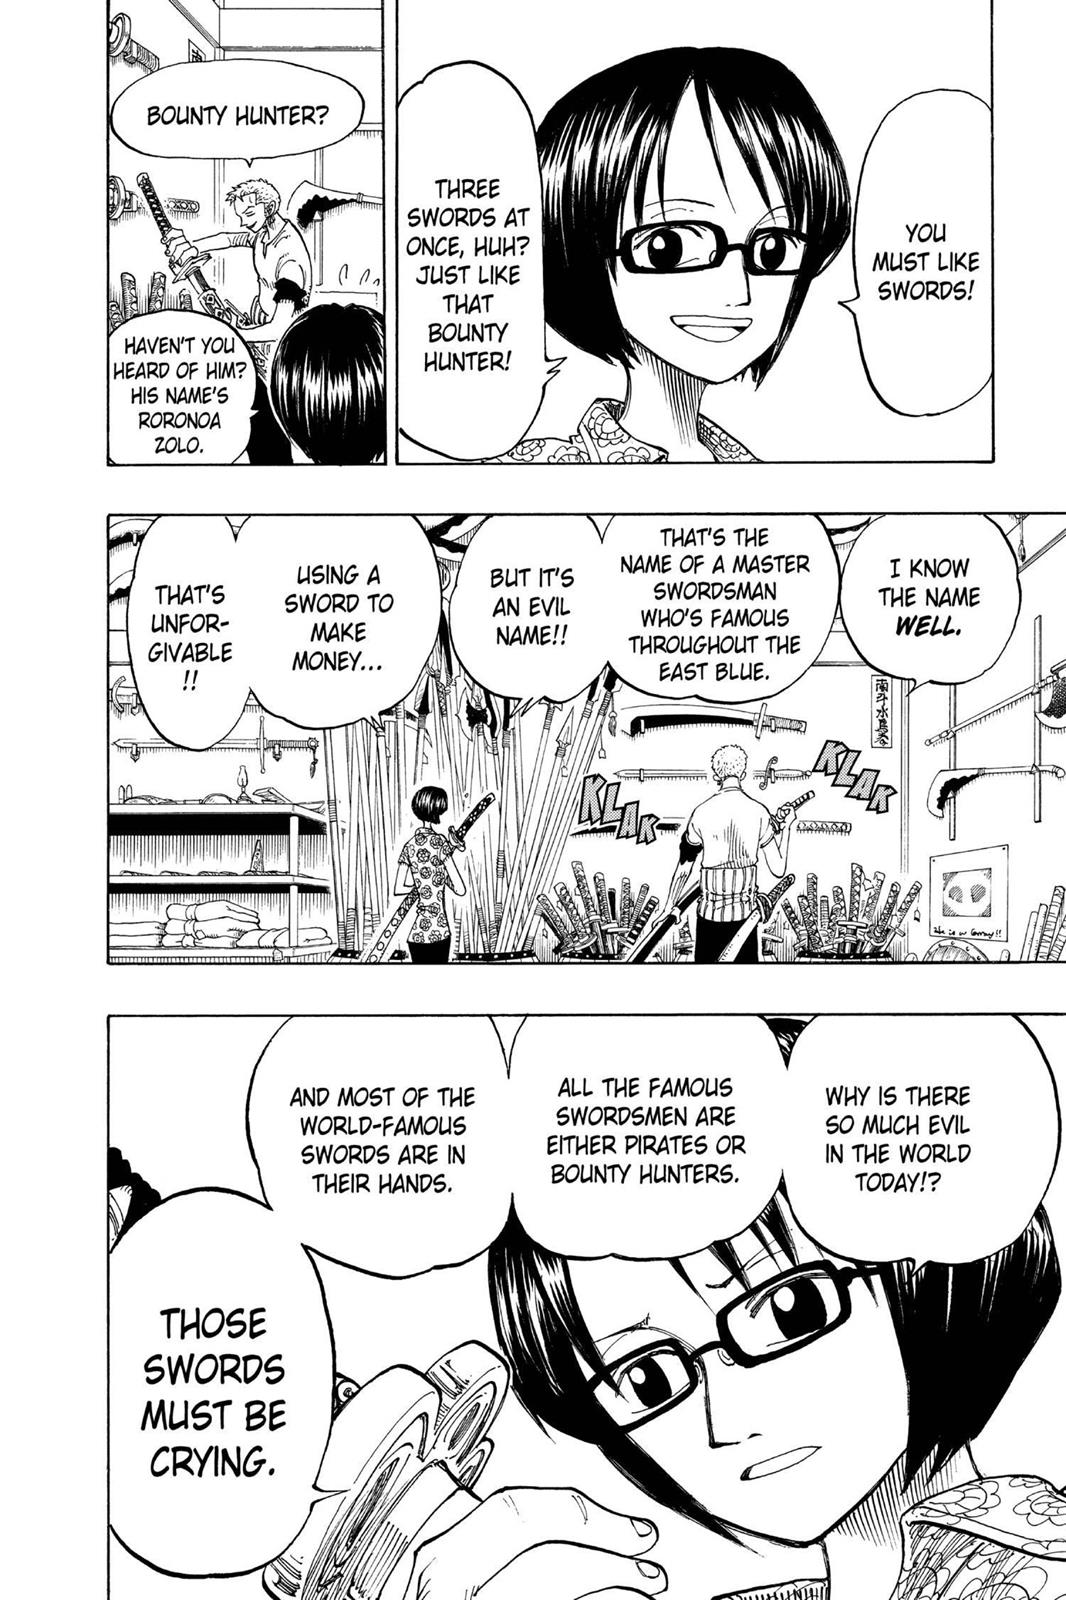 YOU
MUST LIKE
SWORDS!
THREE
SWORDS AT
ONCE, HUH?
JUST LIKE
THAT
BOUNTY
HUNTER!
BOUNTY HUNTER?
HAVEN'T YOU
HEARD OF HIM?
HIS NAME'S
RORONOA
ZOLO.
I KNOW
THE NAME
WELL.
THAT'S THE
NAME OF A MASTER
SWORDSMAN
WHO'S FAMOUS
THROUGHOUT THE
EAST BLUE.
BUT IT'S
AN EVIL
NAME!!
USING A
SWORD TO
MAKE
MONEY...
THAT'S
UNFOR-
GIVABLE
!!
KLAK
KLAK
KLAK
KLAK
WHY IS THERE
SO MUCH EVIL
IN THE WORLD
TODAY!?
ALL THE FAMOUS
SWORDSMEN ARE
EITHER PIRATES OR
BOUNTY HUNTERS.
AND MOST OF THE
WORLD-FAMOUS
SWORDS ARE IN
THEIR HANDS.
THOSE
SWORDS
MUST BE
CRYING.